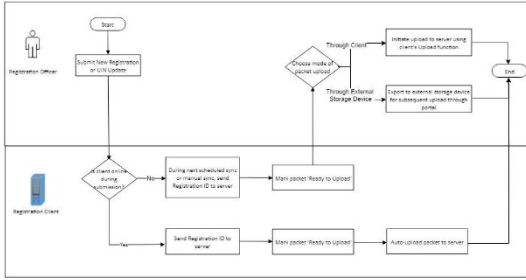 Start
Submit New Registration
or UIN Update
Registration Officer
Choose mode of
packet upload
Through Client
Initiate upload to server using
client's Upload function
Through External
Storage Device
Export to external storage device
for subsequent upload through
portal
End
Is client online
during
submission?
No
During next scheduled sync
or manual sync, send
Registration ID to server
Mark packet 'Ready to Upload'
Registration Client
Yes
Send Registration ID to
server
Mark packet 'Ready to Upload'
Auto-upload packet to server